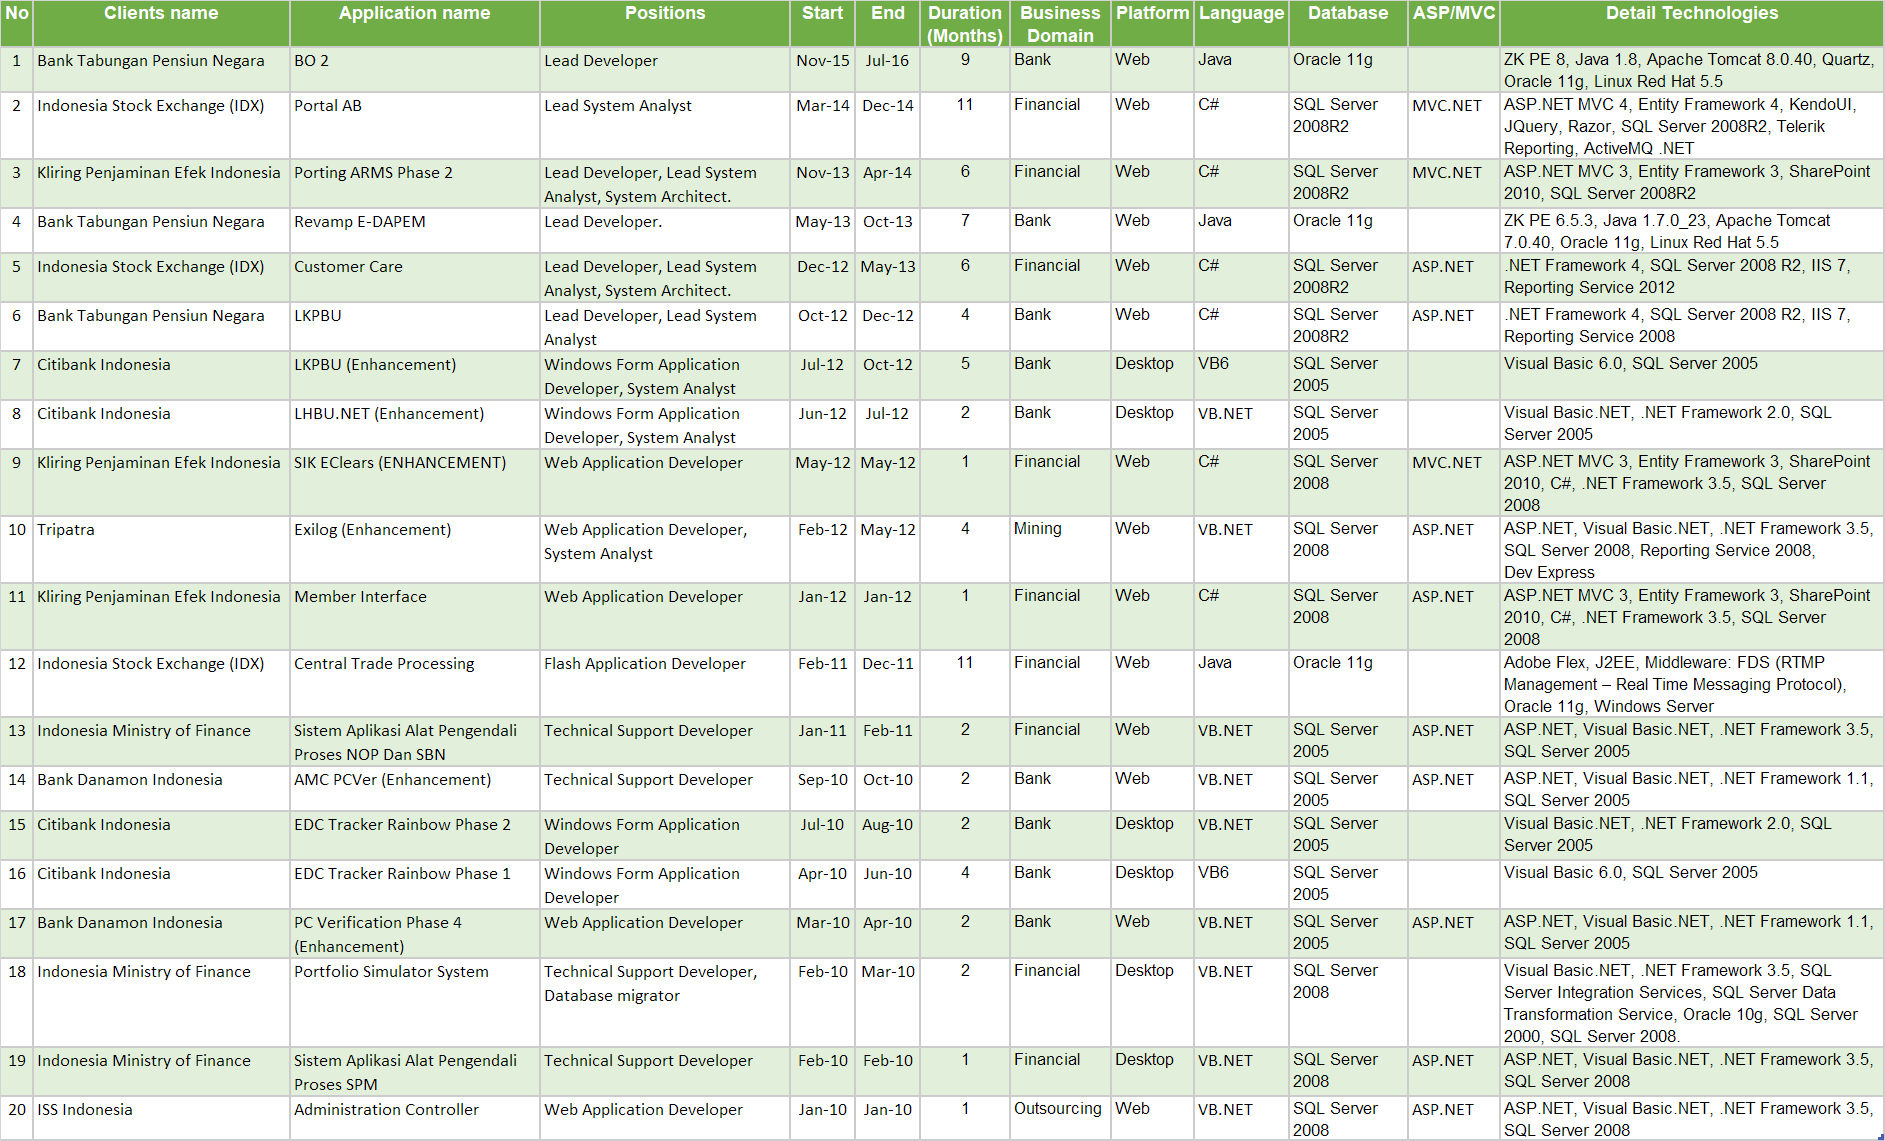 No Clients name Application name Positions Start End Duration Business Platform Language Database ASP/MVC Detail Technologies
(Months) Domain
1 Bank Tabungan Pensiun Negara BO 2 Lead Developer Nov-15 Jul-16 9 Bank Web Java Oracle 11g ZK PE 8, Java 1.8, Apache Tomcat 8.0.40, Quartz,
Oracle 11g, Linux Red Hat 5.5
2 Indonesia Stock Exchange (IDX) Portal AB Lead System Analyst Mar-14 Dec-14 11 Financial Web C# SQL Server MVC.NET ASP.NET MVC 4, Entity Framework 4, KendoUI,
2008R2 JQuery, Razor, SQL Server 2008R2, Telerik
Reporting, ActiveMQ .NET
3 Kliring Penjaminan Efek Indonesia Porting ARMS Phase 2 Lead Developer, Lead System Nov-13 Apr-14 6 Financial Web C# SQL Server MVC.NET ASP.NET MVC 3, Entity Framework 3, SharePoint
Analyst, System Architect. 2008R2 2010, SQL Server 2008R2
4 Bank Tabungan Pensiun Negara Revamp E-DAPEM Lead Developer. May-13 Oct-13 7 Bank Web Java Oracle 11g ZK PE 6.5.3, Java 1.7.0_23, Apache Tomcat
7.0.40, Oracle 11g, Linux Red Hat 5.5
5 Indonesia Stock Exchange (IDX) Customer Care Lead Developer, Lead System Dec-12 May-13 6 Financial Web C# SQL Server ASP.NET .NET Framework 4, SQL Server 2008 R2, IIS 7,
Analyst, System Architect. 2008R2 Reporting Service 2012
6 Bank Tabungan Pensiun Negara LKPBU Lead Developer, Lead System Oct-12 Dec-12 4 Bank Web C# SQL Server ASP.NET .NET Framework 4, SQL Server 2008 R2, IIS 7,
Analyst 2008R2 Reporting Service 2008
7 Citibank Indonesia LKPBU (Enhancement) Windows Form Application Jul-12 Oct-12 5 Bank Desktop VB6 SQL Server Visual Basic 6.0, SQL Server 2005
Developer, System Analyst 2005
8 Citibank Indonesia LHBU.NET (Enhancement) Windows Form Application Jun-12 Jul-12 2 Bank Desktop VB.NET SQL Server Visual Basic.NET, .NET Framework 2.0, SQL
Developer, System Analyst 2005 Server 2005
9 Kliring Penjaminan Efek Indonesia SIK EClears (ENHANCEMENT) Web Application Developer May-12 May-12 1 Financial Web C# SQL Server MVC.NET ASP.NET MVC 3, Entity Framework 3, SharePoint
2008 2010, C#, .NET Framework 3.5, SQL Server
2008
10 Tripatra Exilog (Enhancement) Web Application Developer, Feb-12 May-12 4 Mining Web VB.NET SQL Server ASP.NET ASP.NET, Visual Basic.NET, .NET Framework 3.5,
System Analyst 2008 SQL Server 2008, Reporting Service 2008,
Dev Express
11 Kliring Penjaminan Efek Indonesia Member Interface Web Application Developer Jan-12 Jan-12 1 Financial Web C# SQL Server ASP.NET ASP.NET MVC 3, Entity Framework 3, SharePoint
2008 2010, C#, .NET Framework 3.5, SQL Server
2008
12 Indonesia Stock Exchange (IDX) Central Trade Processing Flash Application Developer Feb-11 Dec-11 11 Financial Web Java Oracle 11g Adobe Flex, J2EE, Middleware: FDS (RTMP
Management – Real Time Messaging Protocol),
Oracle 11g, Windows Server
13 Indonesia Ministry of Finance Sistem Aplikasi Alat Pengendali Technical Support Developer Jan-11 Feb-11 2 Financial Web VB.NET SQL Server ASP.NET ASP.NET, Visual Basic.NET, .NET Framework 3.5,
Proses NOP Dan SBN 2005 SQL Server 2005
14 Bank Danamon Indonesia AMC PCVer (Enhancement) Technical Support Developer Sep-10 Oct-10 2 Bank Web VB.NET SQL Server ASP.NET ASP.NET, Visual Basic.NET, .NET Framework 1.1,
2005 SQL Server 2005
15 Citibank Indonesia EDC Tracker Rainbow Phase 2 Windows Form Application Jul-10 Aug-10 2 Bank Desktop VB.NET SQL Server Visual Basic.NET, .NET Framework 2.0, SQL
Developer 2005 Server 2005
16 Citibank Indonesia EDC Tracker Rainbow Phase 1 Windows Form Application Apr-10 Jun-10 4 Bank Desktop VB6 SQL Server Visual Basic 6.0, SQL Server 2005
Developer 2005
17 Bank Danamon Indonesia PC Verification Phase 4 Web Application Developer Mar-10 Apr-10 2 Bank Web VB.NET SQL Server ASP.NET ASP.NET, Visual Basic.NET, .NET Framework 1.1,
(Enhancement) 2005 SQL Server 2005
18 Indonesia Ministry of Finance Portfolio Simulator System Technical Support Developer, Feb-10 Mar-10 2 Financial Desktop VB.NET SQL Server Visual Basic.NET, .NET Framework 3.5, SQL
Database migrator 2008 Server Integration Services, SQL Server Data
Transformation Service, Oracle 10g, SQL Server
2000, SQL Server 2008.
19 Indonesia Ministry of Finance Sistem Aplikasi Alat Pengendali Technical Support Developer Feb-10 Feb-10 1 Financial Desktop VB.NET SQL Server ASP.NET ASP.NET, Visual Basic.NET, .NET Framework 3.5,
Proses SPM 2008 SQL Server 2008
20 ISS Indonesia Administration Controller Web Application Developer Jan-10 Jan-10 1 Outsourcing Web VB.NET SQL Server ASP.NET ASP.NET, Visual Basic.NET, .NET Framework 3.5,
2008 SQL Server 2008